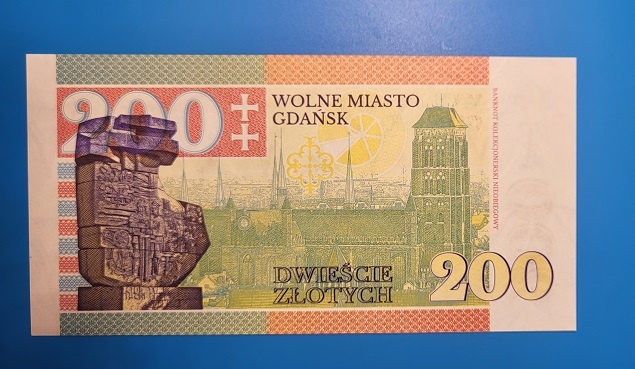 200
WOLNE MIASTO
GDAŃSK
BANKNOT KOLEKCJONERSKI NIEOBIEGOWY
DWIEŚCIE
ZŁOTYCH
200